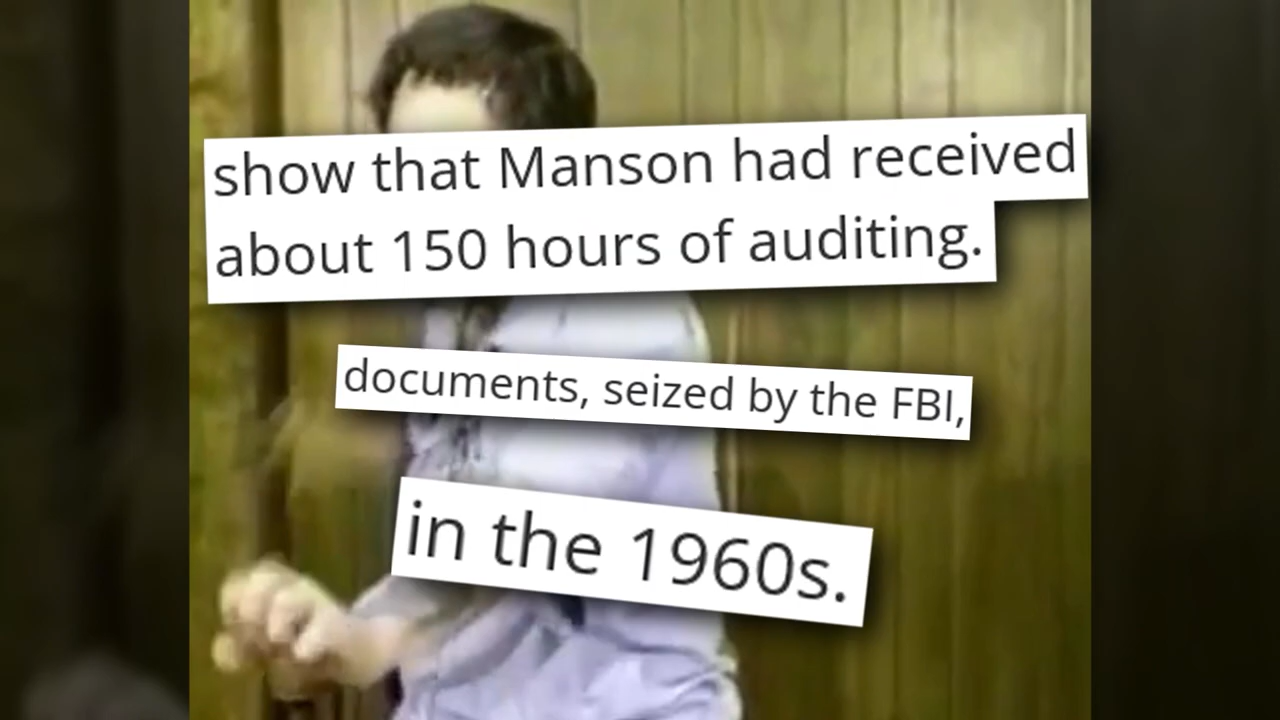 show that Manson had received
about 150 hours of auditing.
documents, seized by the FBI,
in the 1960s.